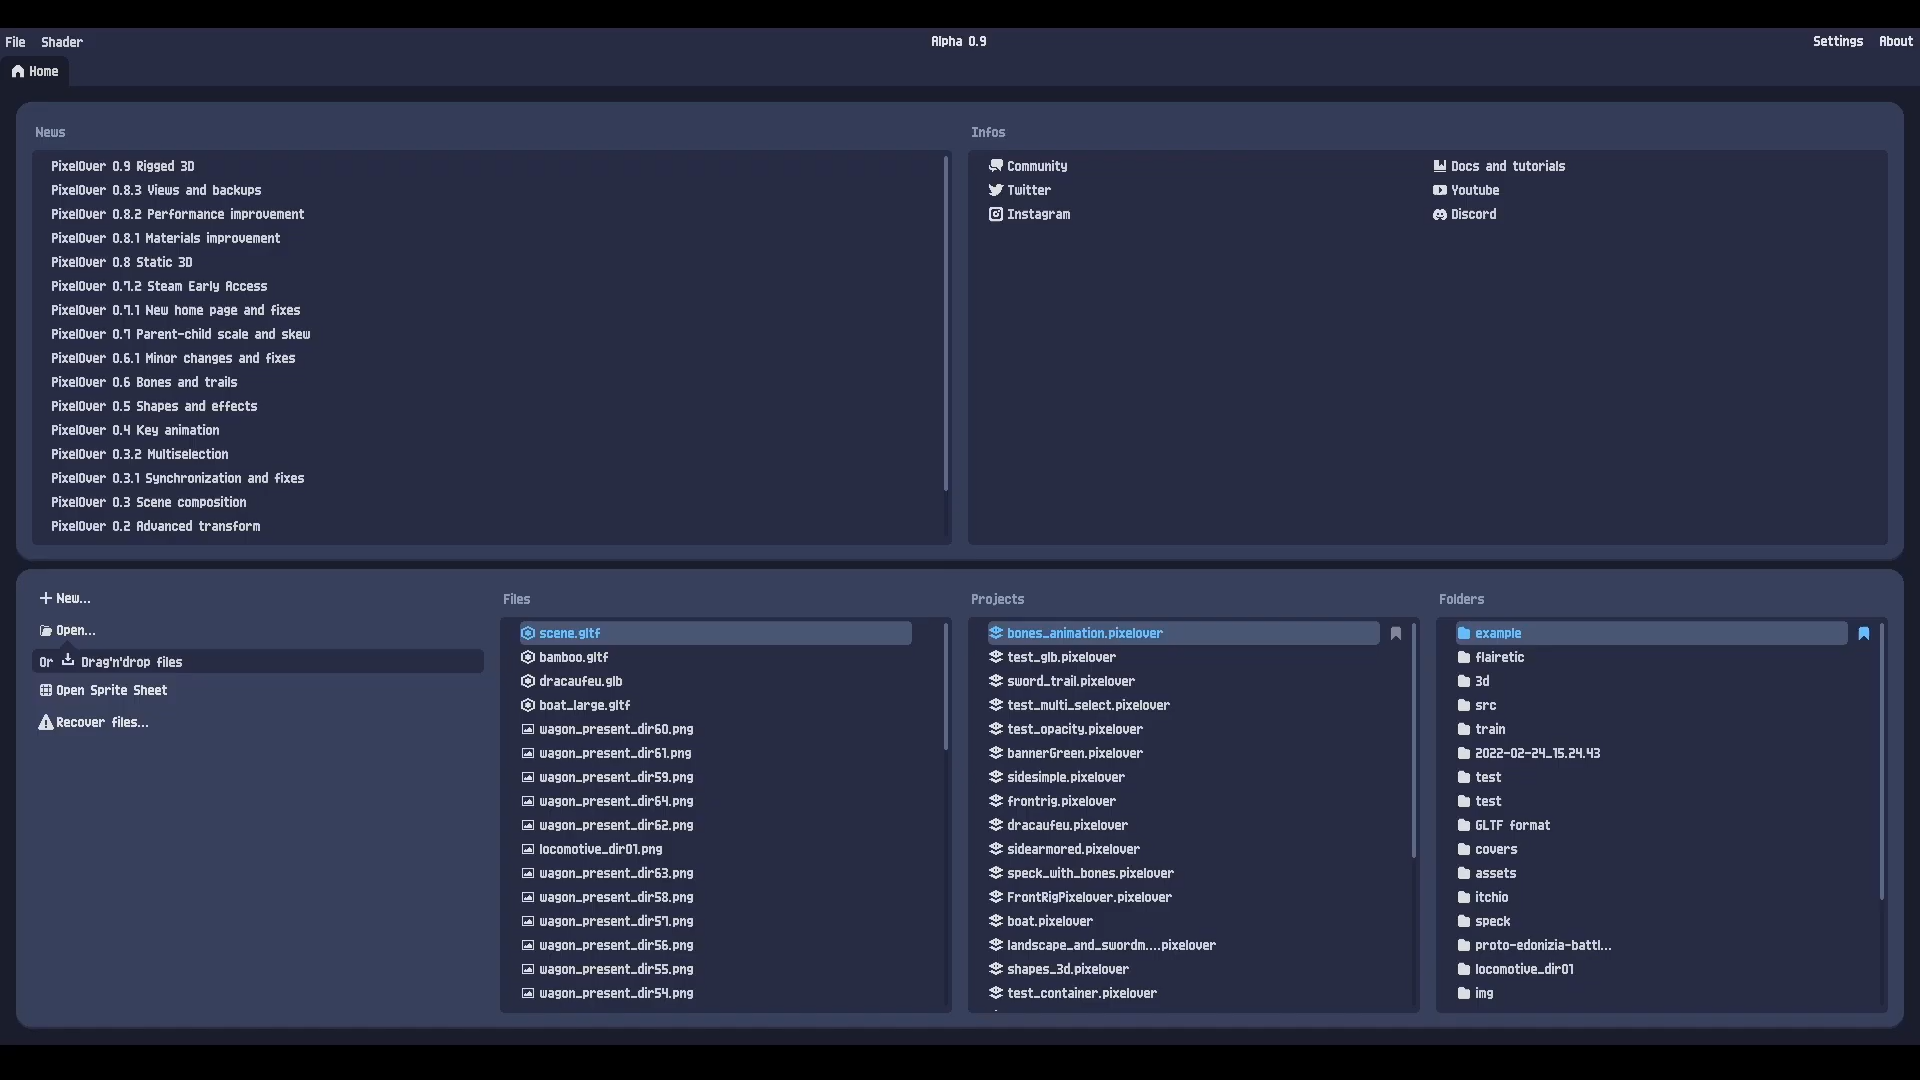 File Shader Alpha 0.9 Settings About
Home
News
PixelOver 0.9 Rigged 3D
PixelOver 0.8.3 Views and backups
PixelOver 0.8.2 Performance improvement
PixelOver 0.8.1 Materials improvement
PixelOver 0.8 Static 3D
PixelOver 0.7.2 Steam Early Access
PixelOver 0.7.1 New home page and fixes
PixelOver 0.7 Parent-child scale and skew
PixelOver 0.6.1 Minor changes and fixes
PixelOver 0.6 Bones and trails
PixelOver 0.5 Shapes and effects
PixelOver 0.4 Key animation
PixelOver 0.3.2 Multiselection
PixelOver 0.3.1 Synchronization and fixes
PixelOver 0.3 Scene composition
PixelOver 0.2 Advanced transform
Infos
Community
Twitter
Instagram
Docs and tutorials
Youtube
Discord
New...
Open...
Or Drag'n'drop files
Open Sprite Sheet
Recover files...
Files
scene.gltf
bamboo.gltf
dracaufeu.glb
boat_large.gltf
wagon_present_dir60.png
wagon_present_dir61.png
wagon_present_dir59.png
wagon_present_dir64.png
wagon_present_dir62.png
locomotive_dir01.png
wagon_present_dir63.png
wagon_present_dir58.png
wagon_present_dir57.png
wagon_present_dir56.png
wagon_present_dir55.png
wagon_present_dir54.png
Projects
bones_animation.pixelover
test_glb.pixelover
sword_trail.pixelover
test_multi_select.pixelover
test_opacity.pixelover
bannerGreen.pixelover
sidesimple.pixelover
frontrig.pixelover
dracaufeu.pixelover
sidearmored.pixelover
speck_with_bones.pixelover
FrontRigPixelover.pixelover
boat.pixelover
landscape_and_swordm....pixelover
shapes_3d.pixelover
test_container.pixelover
Folders
example
flairetic
3d
src
train
2022-02-24_15.24.43
test
test
GLTF format
covers
assets
itchio
speck
proto-edonizia-battl...
locomotive_dir01
img